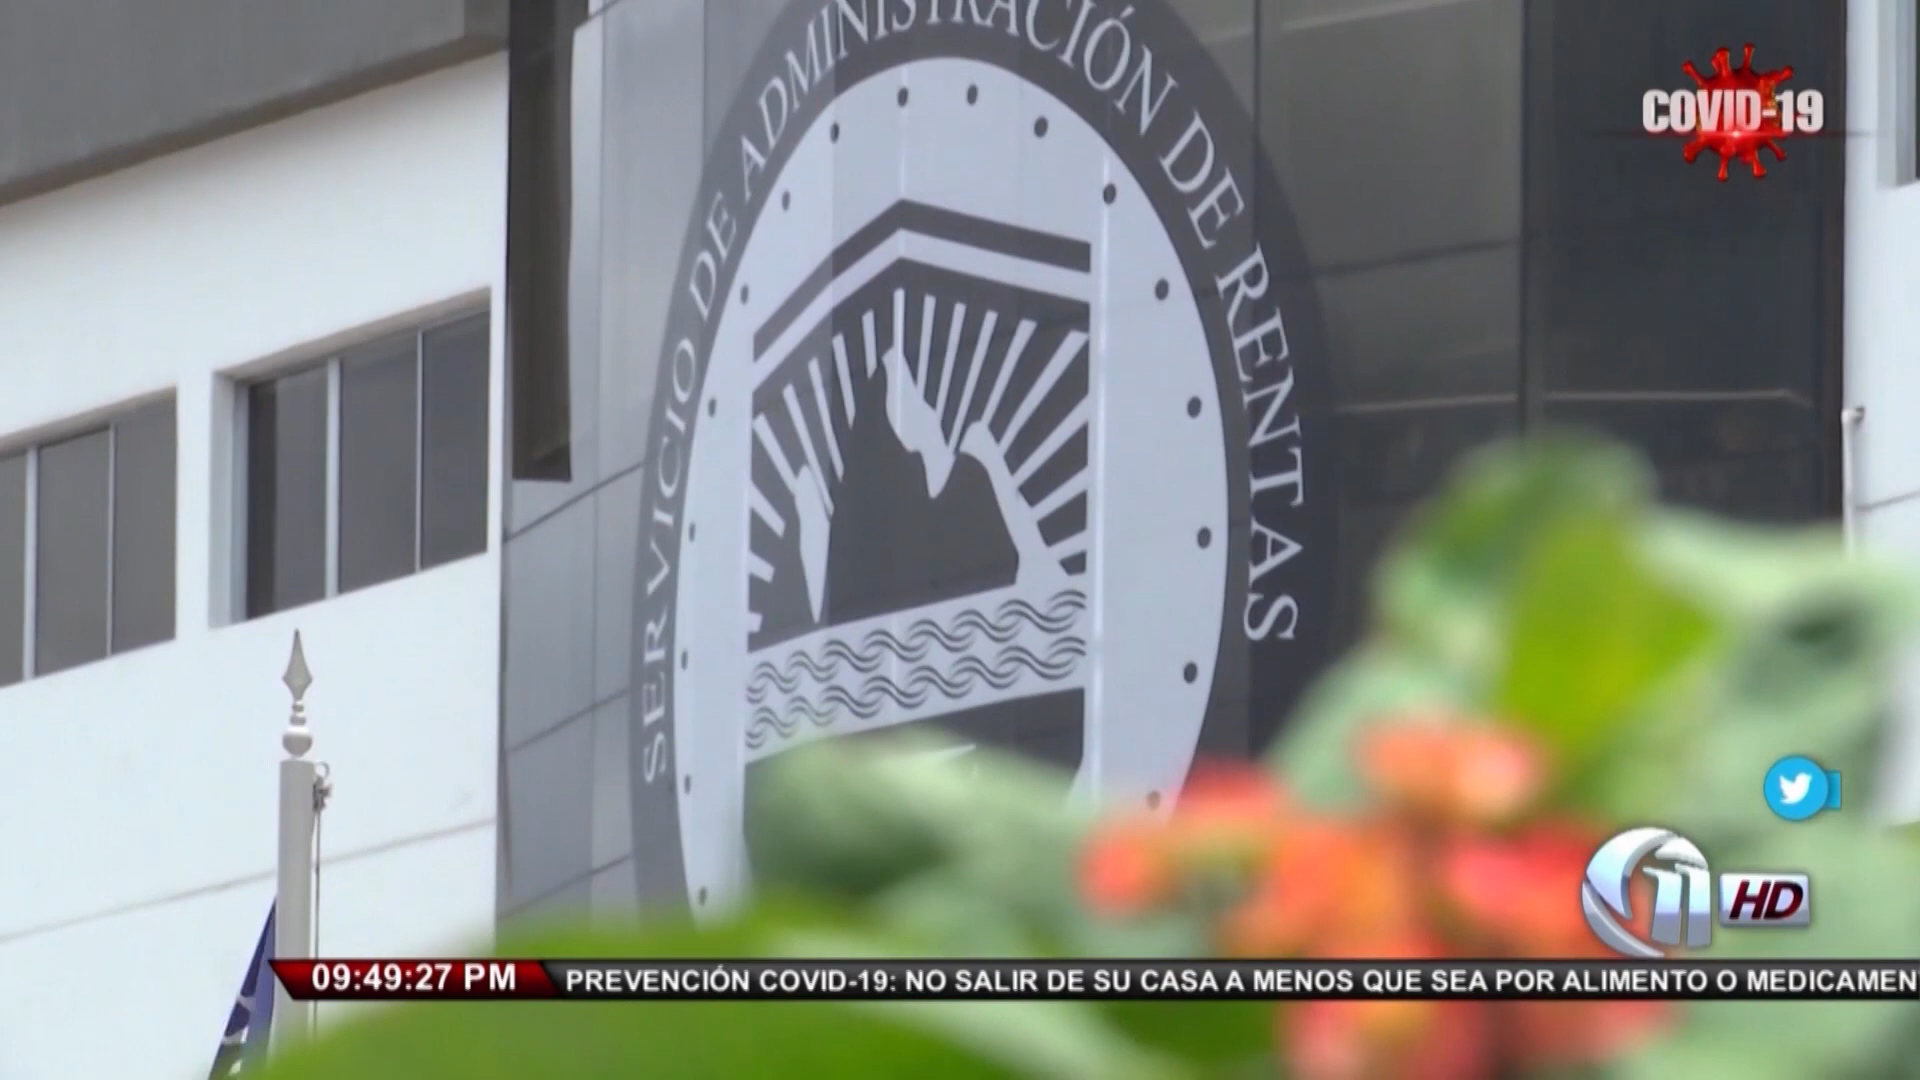 SERVICIO DE ADMINISTRACIÓN DE RENTAS
COVID-19
11 HD
09:49:27 PM
PREVENCIÓN COVID-19: NO SALIR DE SU CASA A MENOS QUE SEA POR ALIMENTO O MEDICAMEN